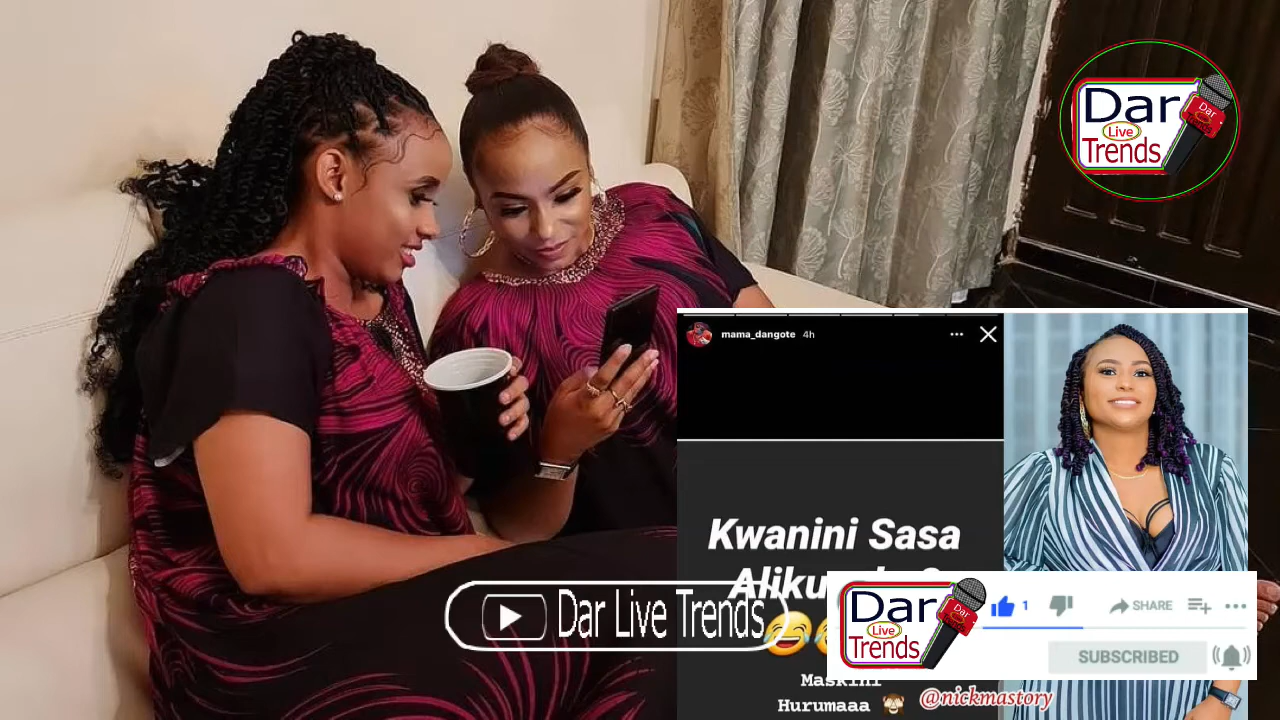 Dar
Live
Trends
Dar
mama_dangote 4h
Kwanini Sasa
Dar Live Trends
Dar
Live
Trends
Dar
1
SHARE
SUBSCRIBED
Maskini
Hurumaaa
@nickmastory